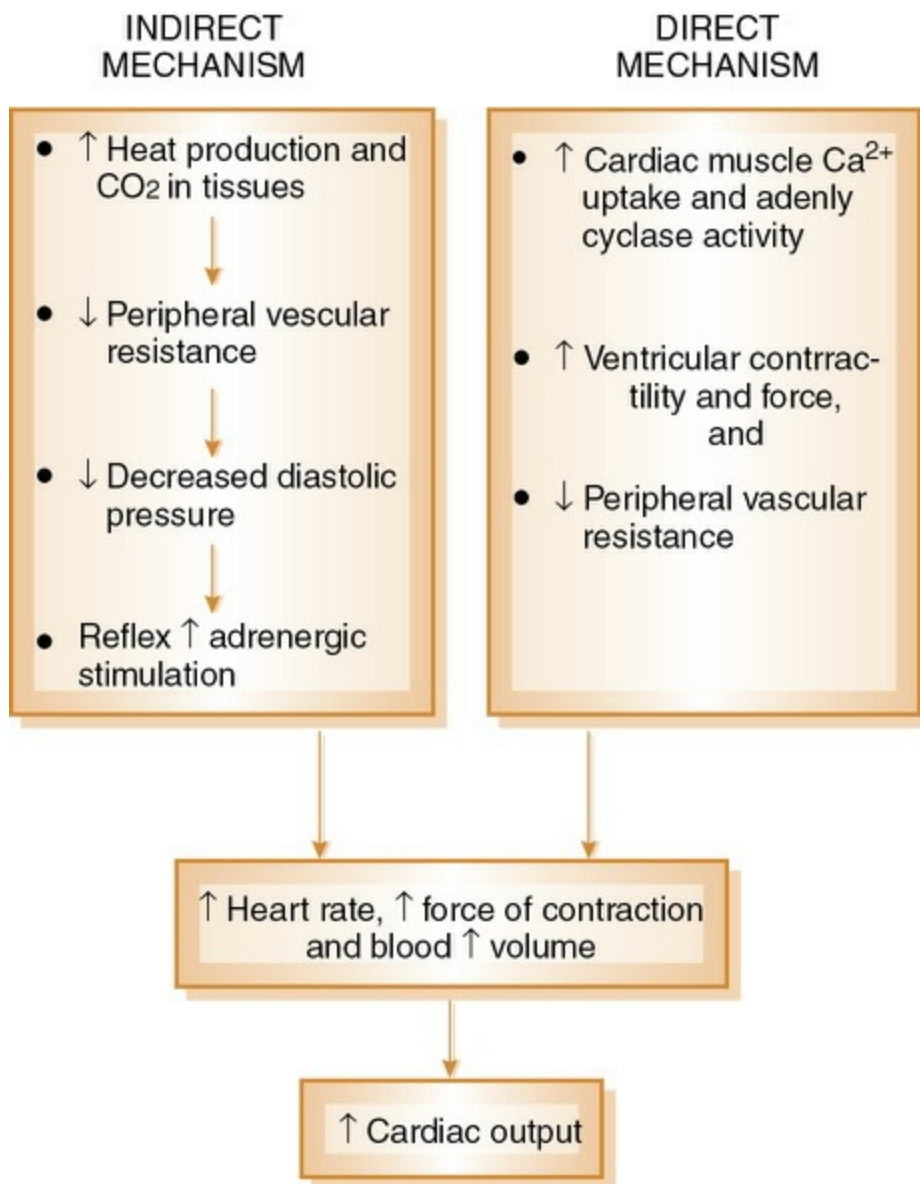 INDIRECT
MECHANISM
• ↑ Heat production and
CO2 in tissues
• ↓ Peripheral vascular
resistance
• ↓ Decreased diastolic
pressure
• Reflex ↑ adrenergic
stimulation
DIRECT
MECHANISM
• ↑ Cardiac muscle Ca²⁺
uptake and adenly
cyclase activity
• ↑ Ventricular contrrac-
tility and force,
and
• ↓ Peripheral vascular
resistance
↑ Heart rate, ↑ force of contraction
and blood ↑ volume
↑ Cardiac output